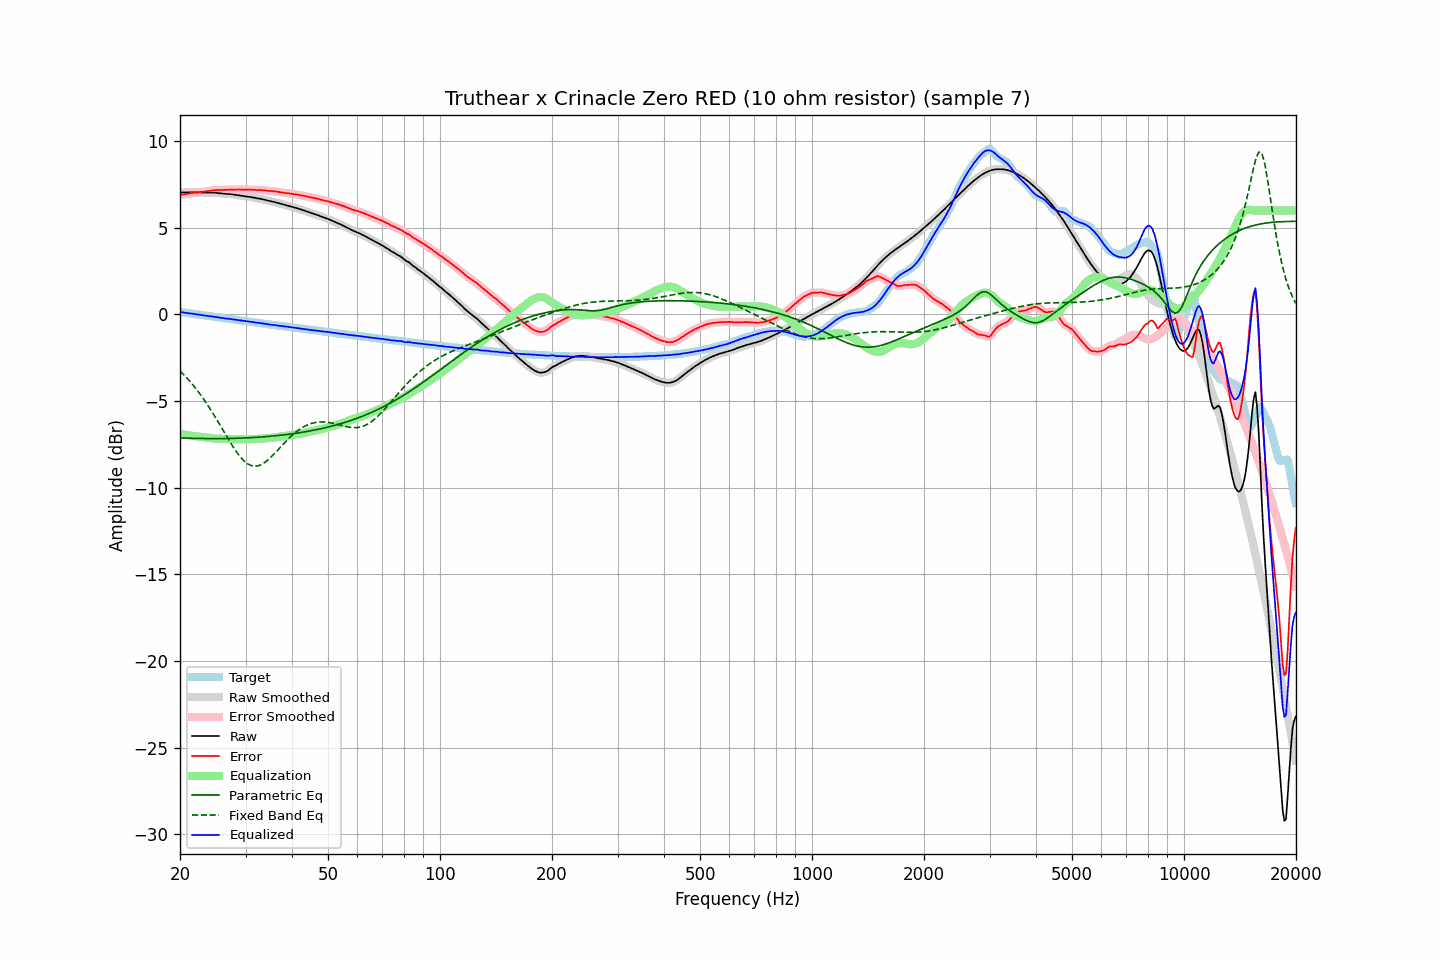 Truthear x Crinacle Zero RED (10 ohm resistor) (sample 7)
10
5
0
−5
−10
−15
−20
−25
−30
Amplitude (dBr)
Target
Raw Smoothed
Error Smoothed
Raw
Error
Equalization
Parametric Eq
Fixed Band Eq
Equalized
20 50 100 200 500 1000 2000 5000 10000 20000
Frequency (Hz)